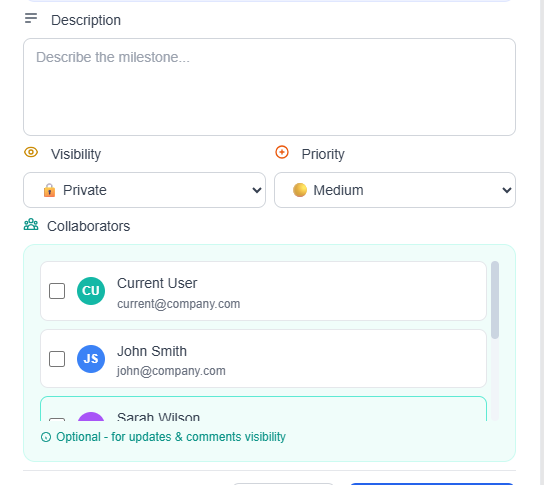 Description
Describe the milestone...
Visibility
Priority
Private
Medium
Collaborators
CU
Current User
current@company.com
JS
John Smith
john@company.com
Sarah Wilson
Optional - for updates & comments visibility